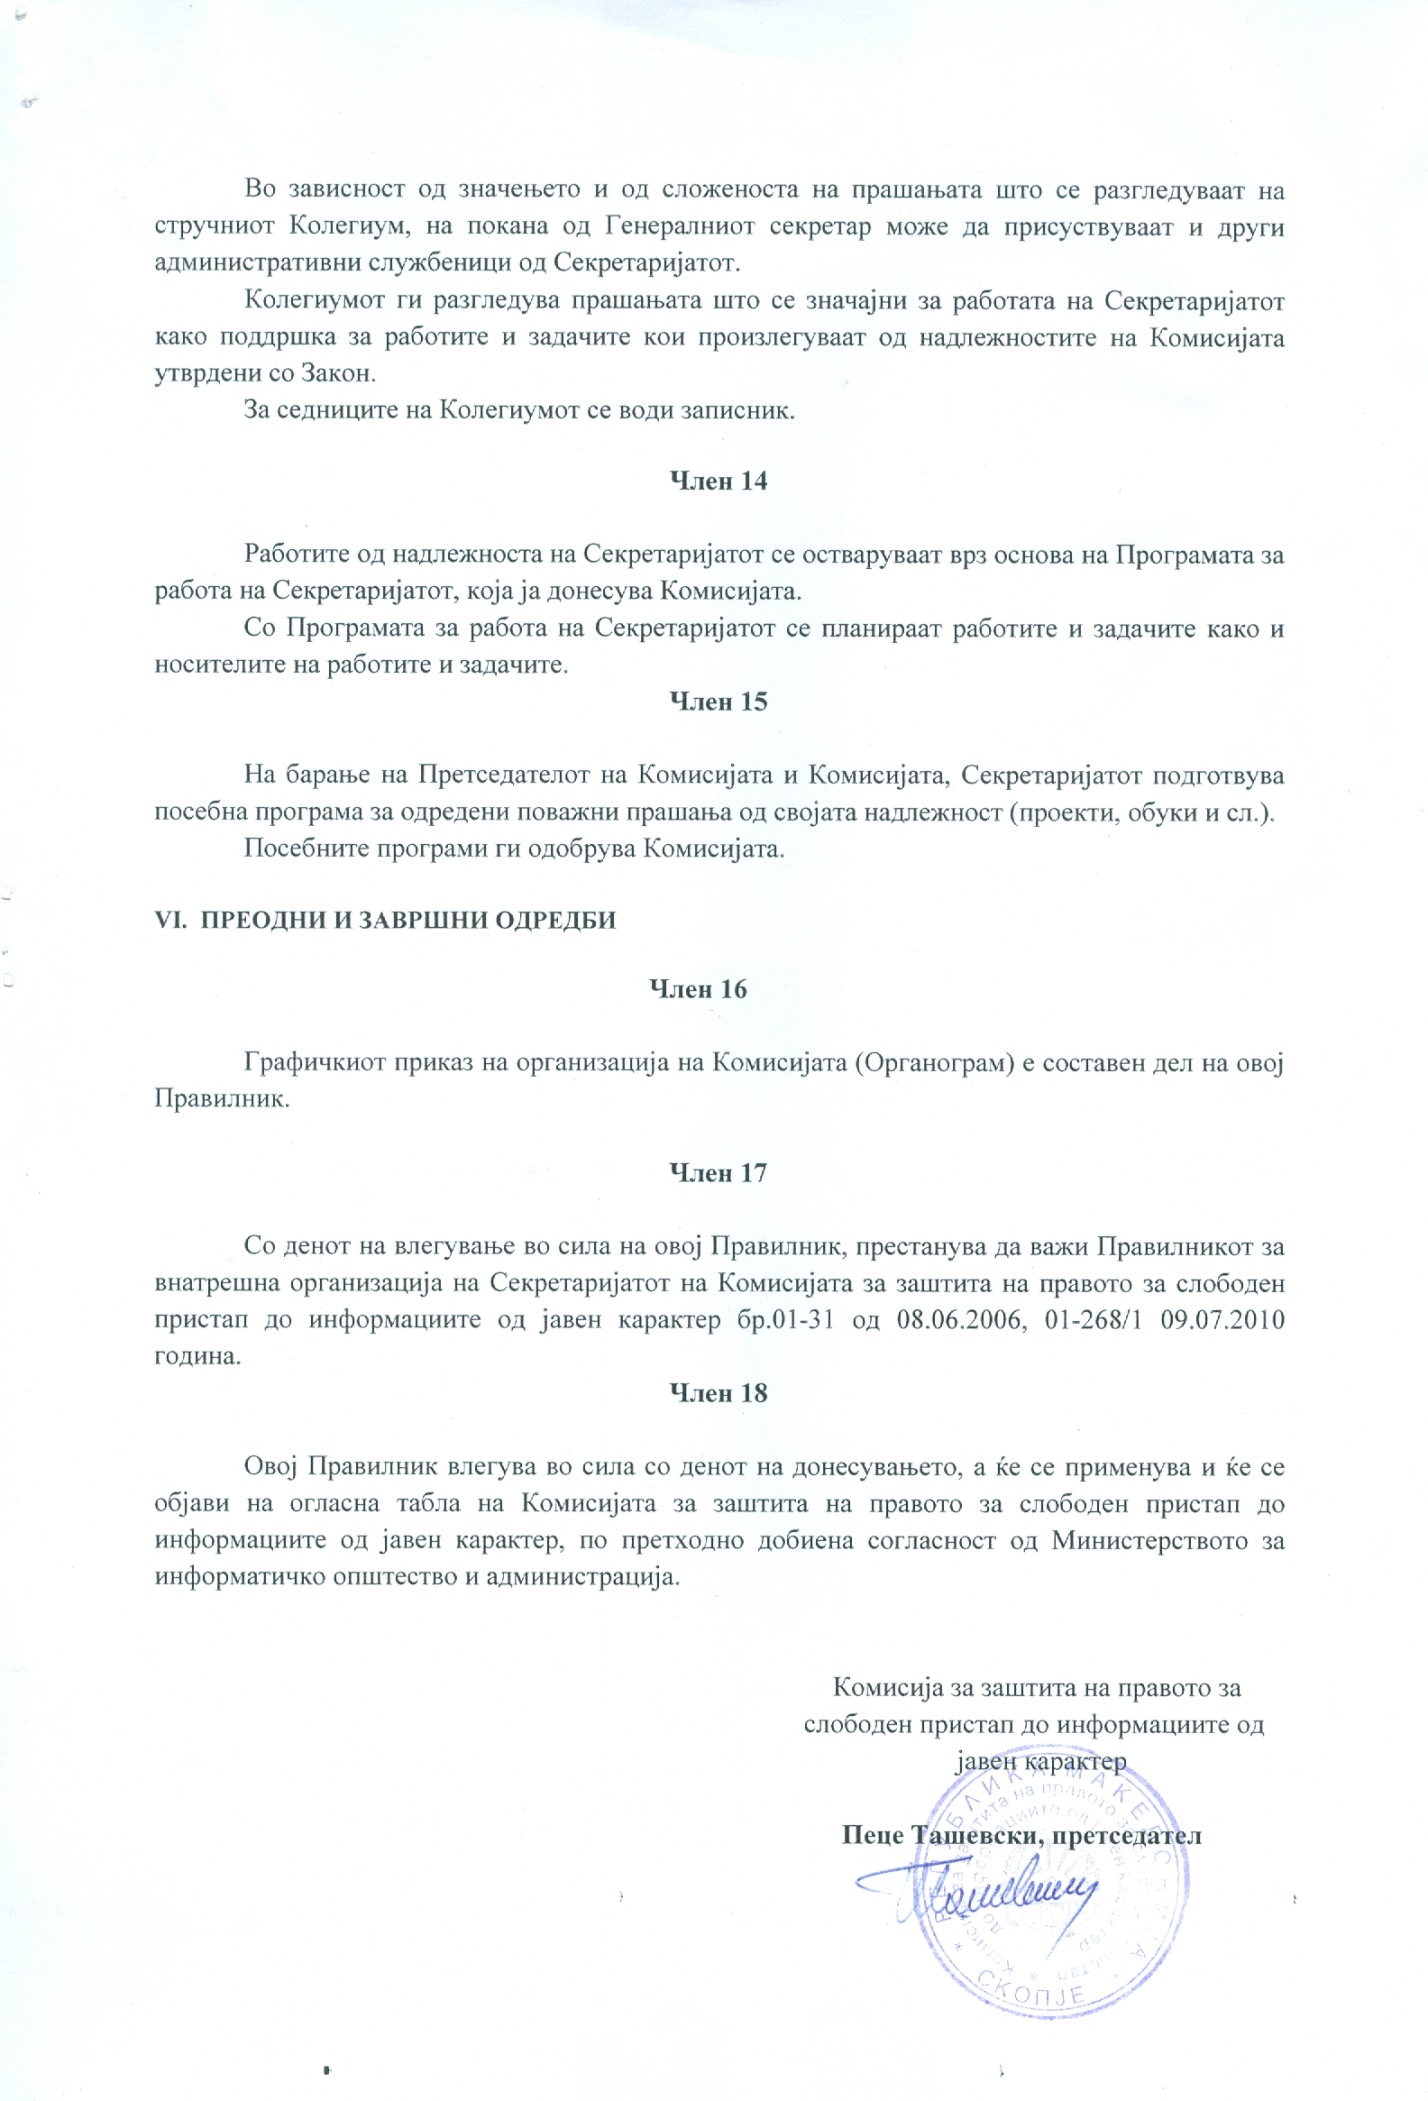 Во зависност од значењето и од сложеноста на прашањата што се разгледуваат на
стручниот Колегиум, на покана од Генералниот секретар може да присуствуваат и други
административни службеници од Секретаријатот.
Колегиумот ги разгледува прашањата што се значајни за работата на Секретаријатот
како поддршка за работите и задачите кои произлегуваат од надлежностите на Комисијата
утврдени со Закон.
За седниците на Колегиумот се води записник.
Член 14
Работите од надлежноста на Секретаријатот се остваруваат врз основа на Програмата за
работа на Секретаријатот, која ја донесува Комисијата.
Со Програмата за работа на Секретаријатот се планираат работите и задачите како и
носителите на работите и задачите.
Член 15
На барање на Претседателот на Комисијата и Комисијата, Секретаријатот подготвува
посебна програма за одредени поважни прашања од својата надлежност (проекти, обуки и сл.).
Посебните програми ги одобрува Комисијата.
VI. ПРЕОДНИ И ЗАВРШНИ ОДРЕДБИ
Член 16
Графичкиот приказ на организација на Комисијата (Органограм) е составен дел на овој
Правилник.
Член 17
Со денот на влегување во сила на овој Правилник, престанува да важи Правилникот за
внатрешна организација на Секретаријатот на Комисијата за заштита на правото за слободен
пристап до информациите од јавен карактер бр.01-31 од 08.06.2006, 01-268/1 09.07.2010
година.
Член 18
Овој Правилник влегува во сила со денот на донесувањето, а ќе се применува и ќе се
објави на огласна табла на Комисијата за заштита на правото за слободен пристап до
информациите од јавен карактер, по претходно добиена согласност од Министерството за
информатичко општество и администрација.
Комисија за заштита на правото за
слободен пристап до информациите од
јавен карактер
Пеце Ташевски, претседател
СКОПЈЕ